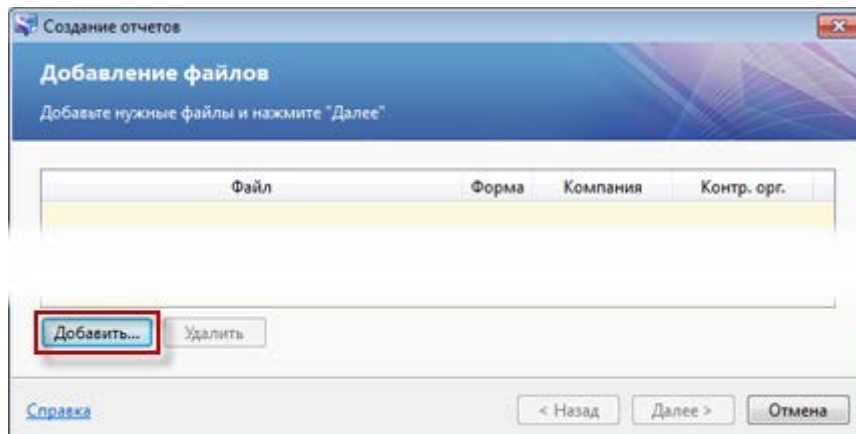 Создание отчетов
Добавление файлов
Добавьте нужные файлы и нажмите "Далее"
Файл Форма Компания Контр. орг.
Добавить... Удалить
Справка < Назад Далее > Отмена